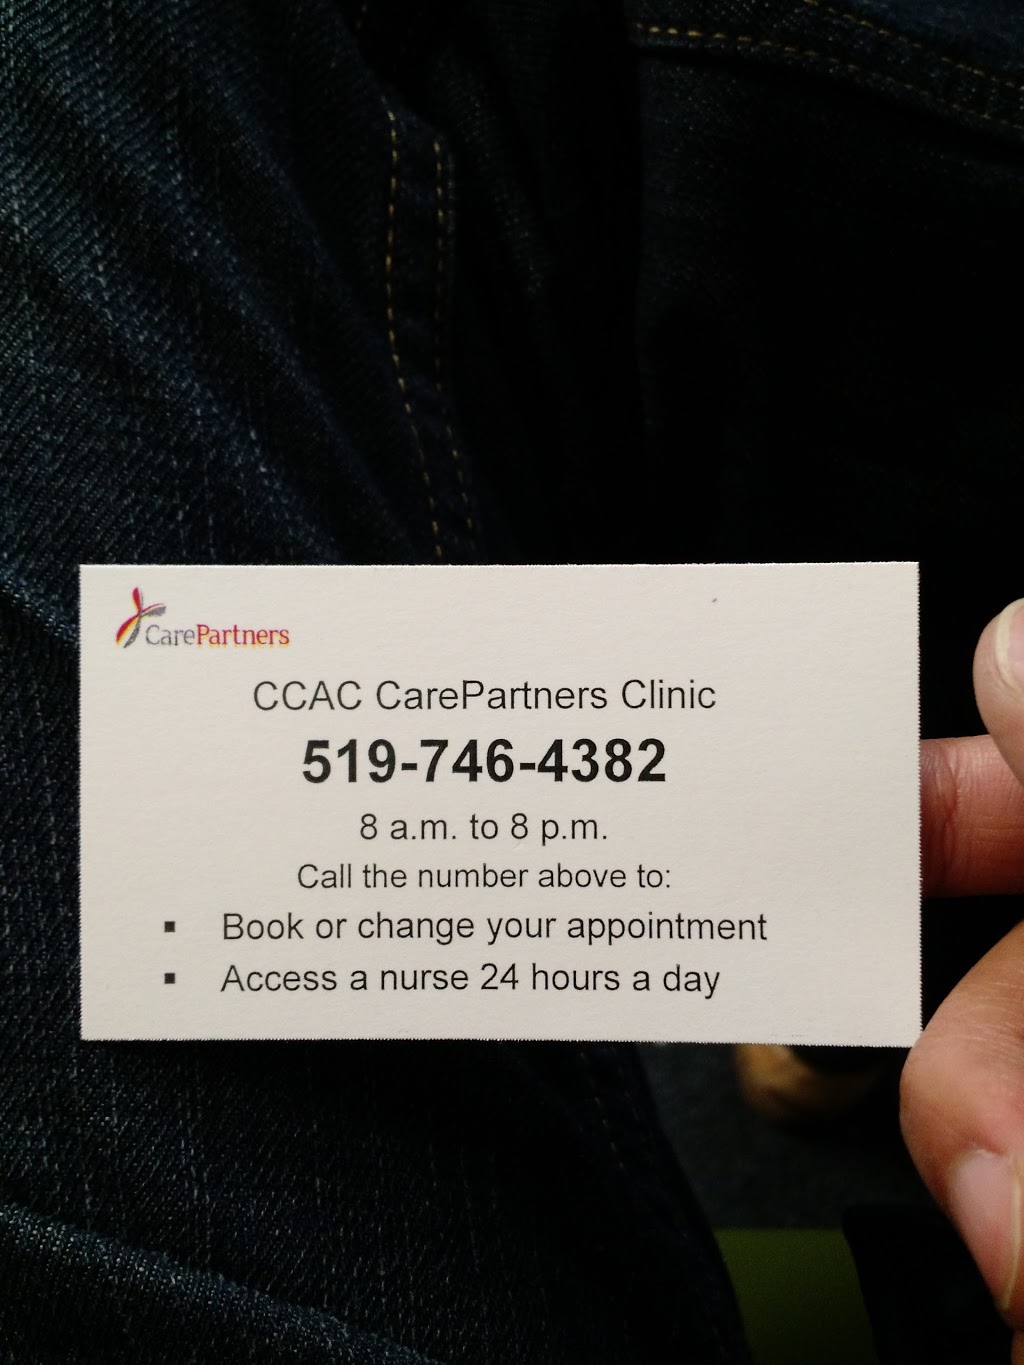 CarePartners
CCAC CarePartners Clinic
519-746-4382
8 a.m. to 8 p.m.
Call the number above to:
▪ Book or change your appointment
▪ Access a nurse 24 hours a day